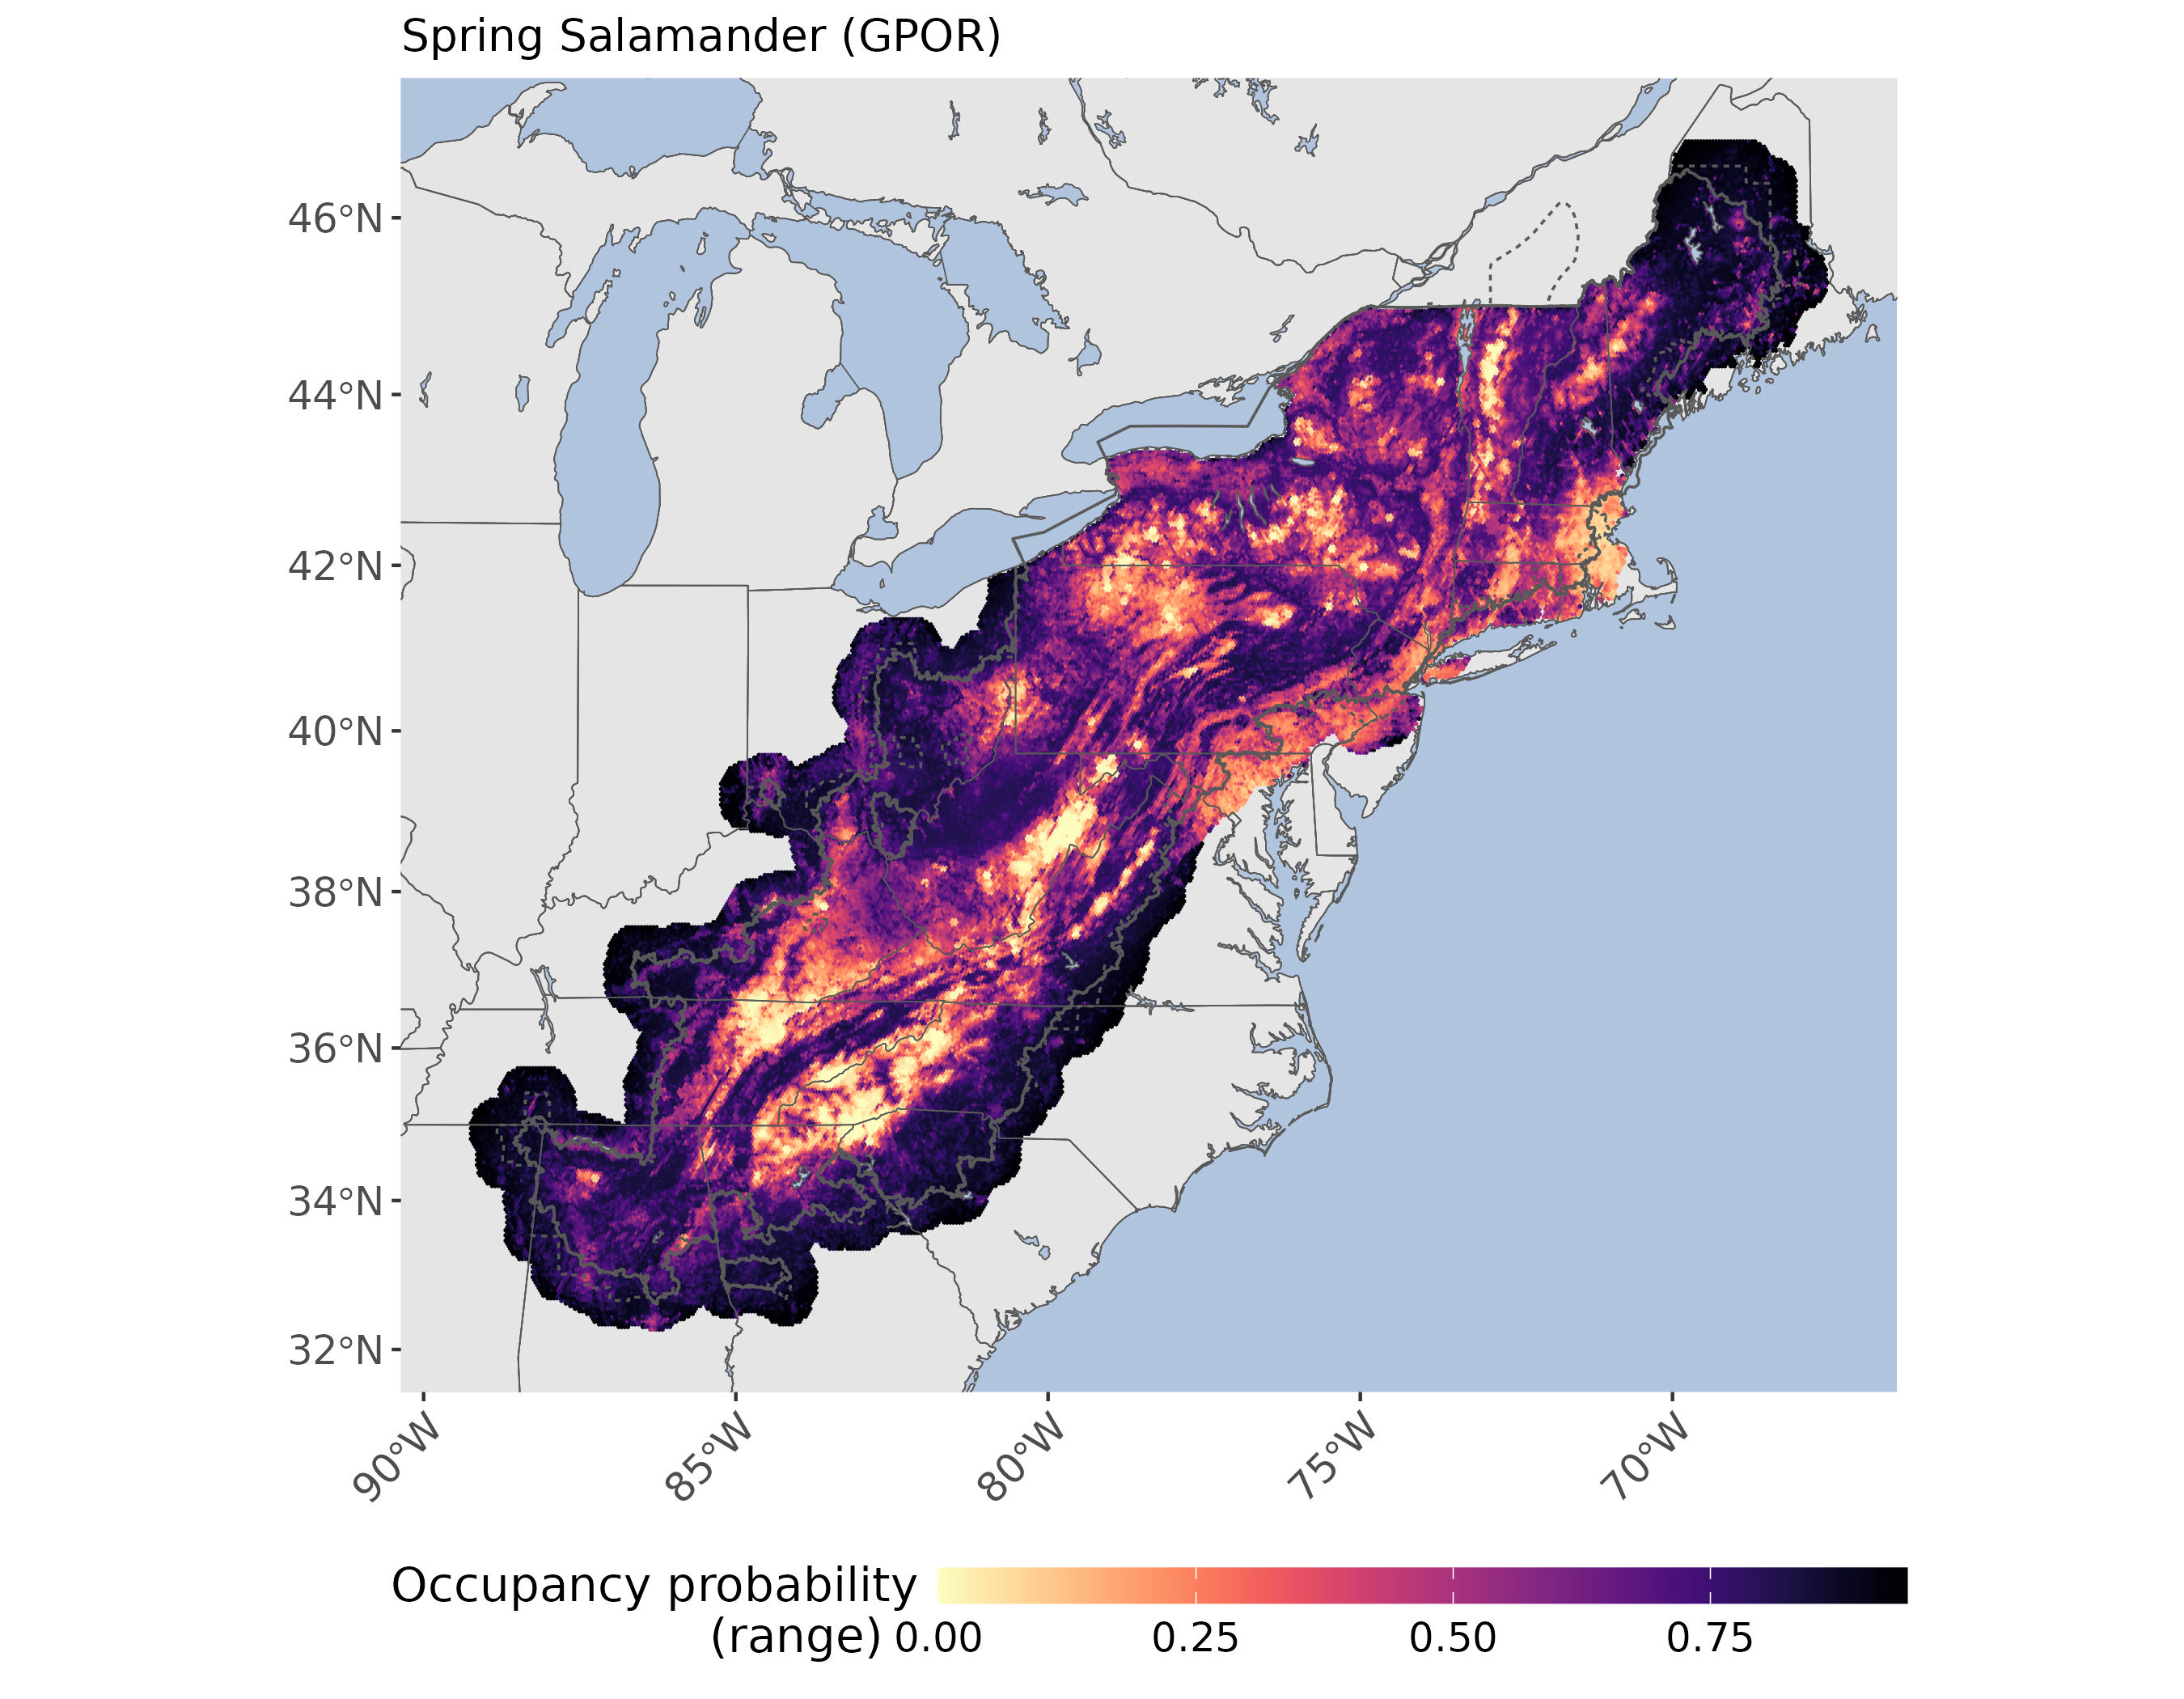 Spring Salamander (GPOR)
46°N
44°N
42°N
40°N
38°N
36°N
34°N
32°N
90°W
85°W
80°W
75°W
70°W
Occupancy probability
(range)
0.00
0.25
0.50
0.75